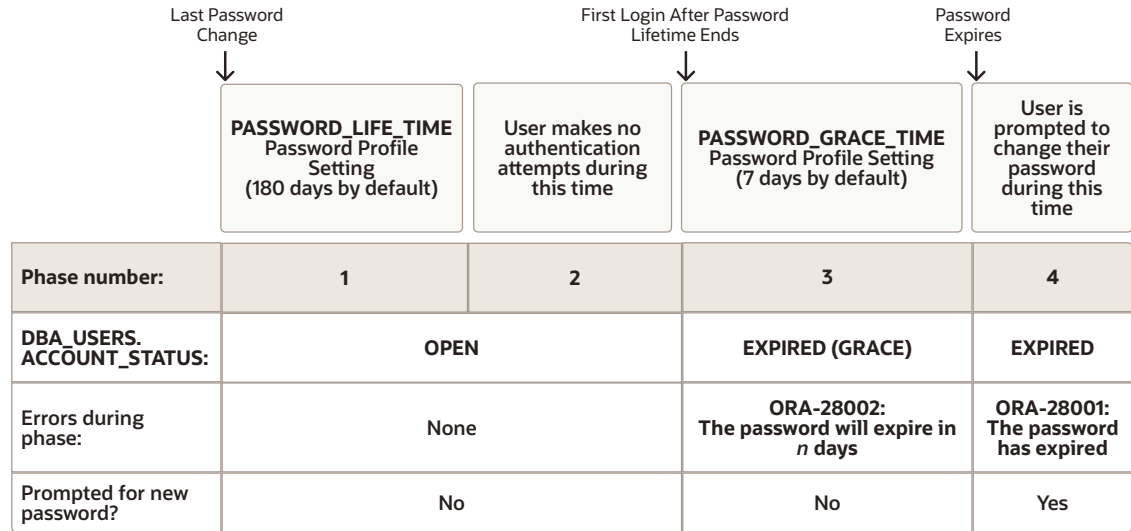 Last Password
Change
First Login After Password
Lifetime Ends
Password
Expires
PASSWORD_LIFE_TIME
Password Profile
Setting
(180 days by default)
User makes no
authentication
attempts during
this time
PASSWORD_GRACE_TIME
Password Profile Setting
(7 days by default)
User is
prompted to
change their
password
during this
time
Phase number:
1
2
3
4
DBA_USERS.
ACCOUNT_STATUS:
OPEN
EXPIRED (GRACE)
EXPIRED
Errors during
phase:
None
ORA-28002:
The password will expire in
n days
ORA-28001:
The password
has expired
Prompted for new
password?
No
No
Yes